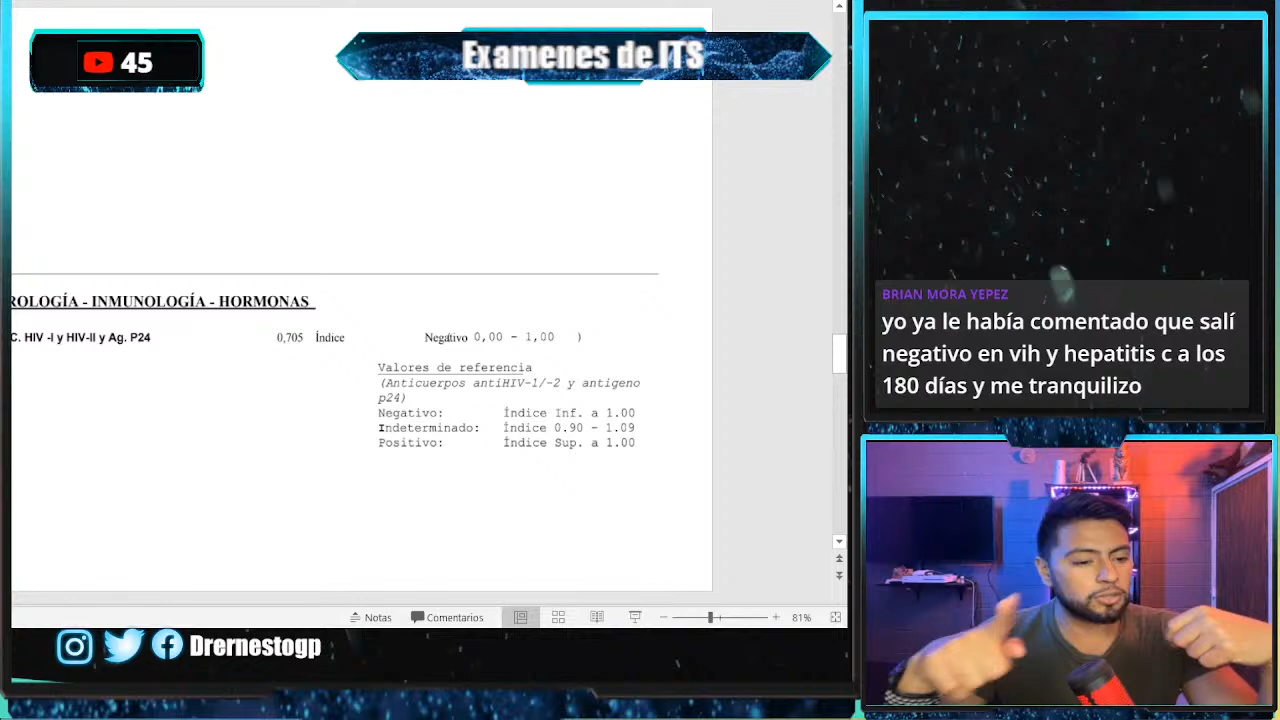 45
Examenes de ITS
ROLOGÍA - INMUNOLOGÍA - HORMONAS
C. HIV -I y HIV-II y Ag. P24 0,705 Índice Negativo 0,00 - 1,00 )
Valores de referencia
(Anticuerpos antiHIV-1/-2 y antigeno
p24)
Negativo: Índice Inf. a 1.00
Indeterminado: Índice 0.90 - 1.09
Positivo: Índice Sup. a 1.00
Notas Comentarios 81%
Drernestogp
BRIAN MORA YEPEZ
yo ya le había comentado que salí
negativo en vih y hepatitis c a los
180 días y me tranquilizo